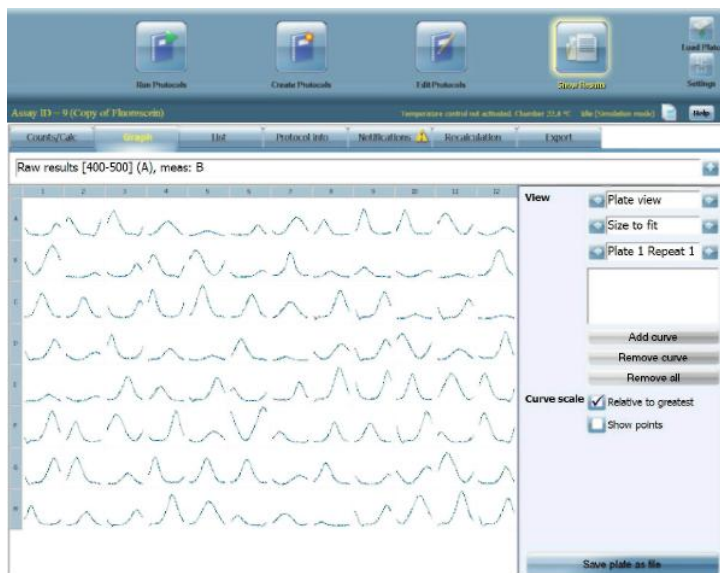 Run Protocols
Create Protocols
Edit Protocols
Show Results
Load Plate
Settings
Assay ID - 9 (Copy of Fluorescein)
Temperature control not activated. Chamber 22,8 °C
Idle (Simulation mode)
Help
Counts/Calc
Graph
List
Protocol info
Notifications
Recalculation
Export
Raw results [400-500] (A), meas: B
1 2 3 4 5 6 7 8 9 10 11 12
View
Plate view
Size to fit
Plate 1 Repeat 1
Add curve
Remove curve
Remove all
Curve scale
Relative to greatest
Show points
A
B
C
D
E
F
G
H
Save plate as file